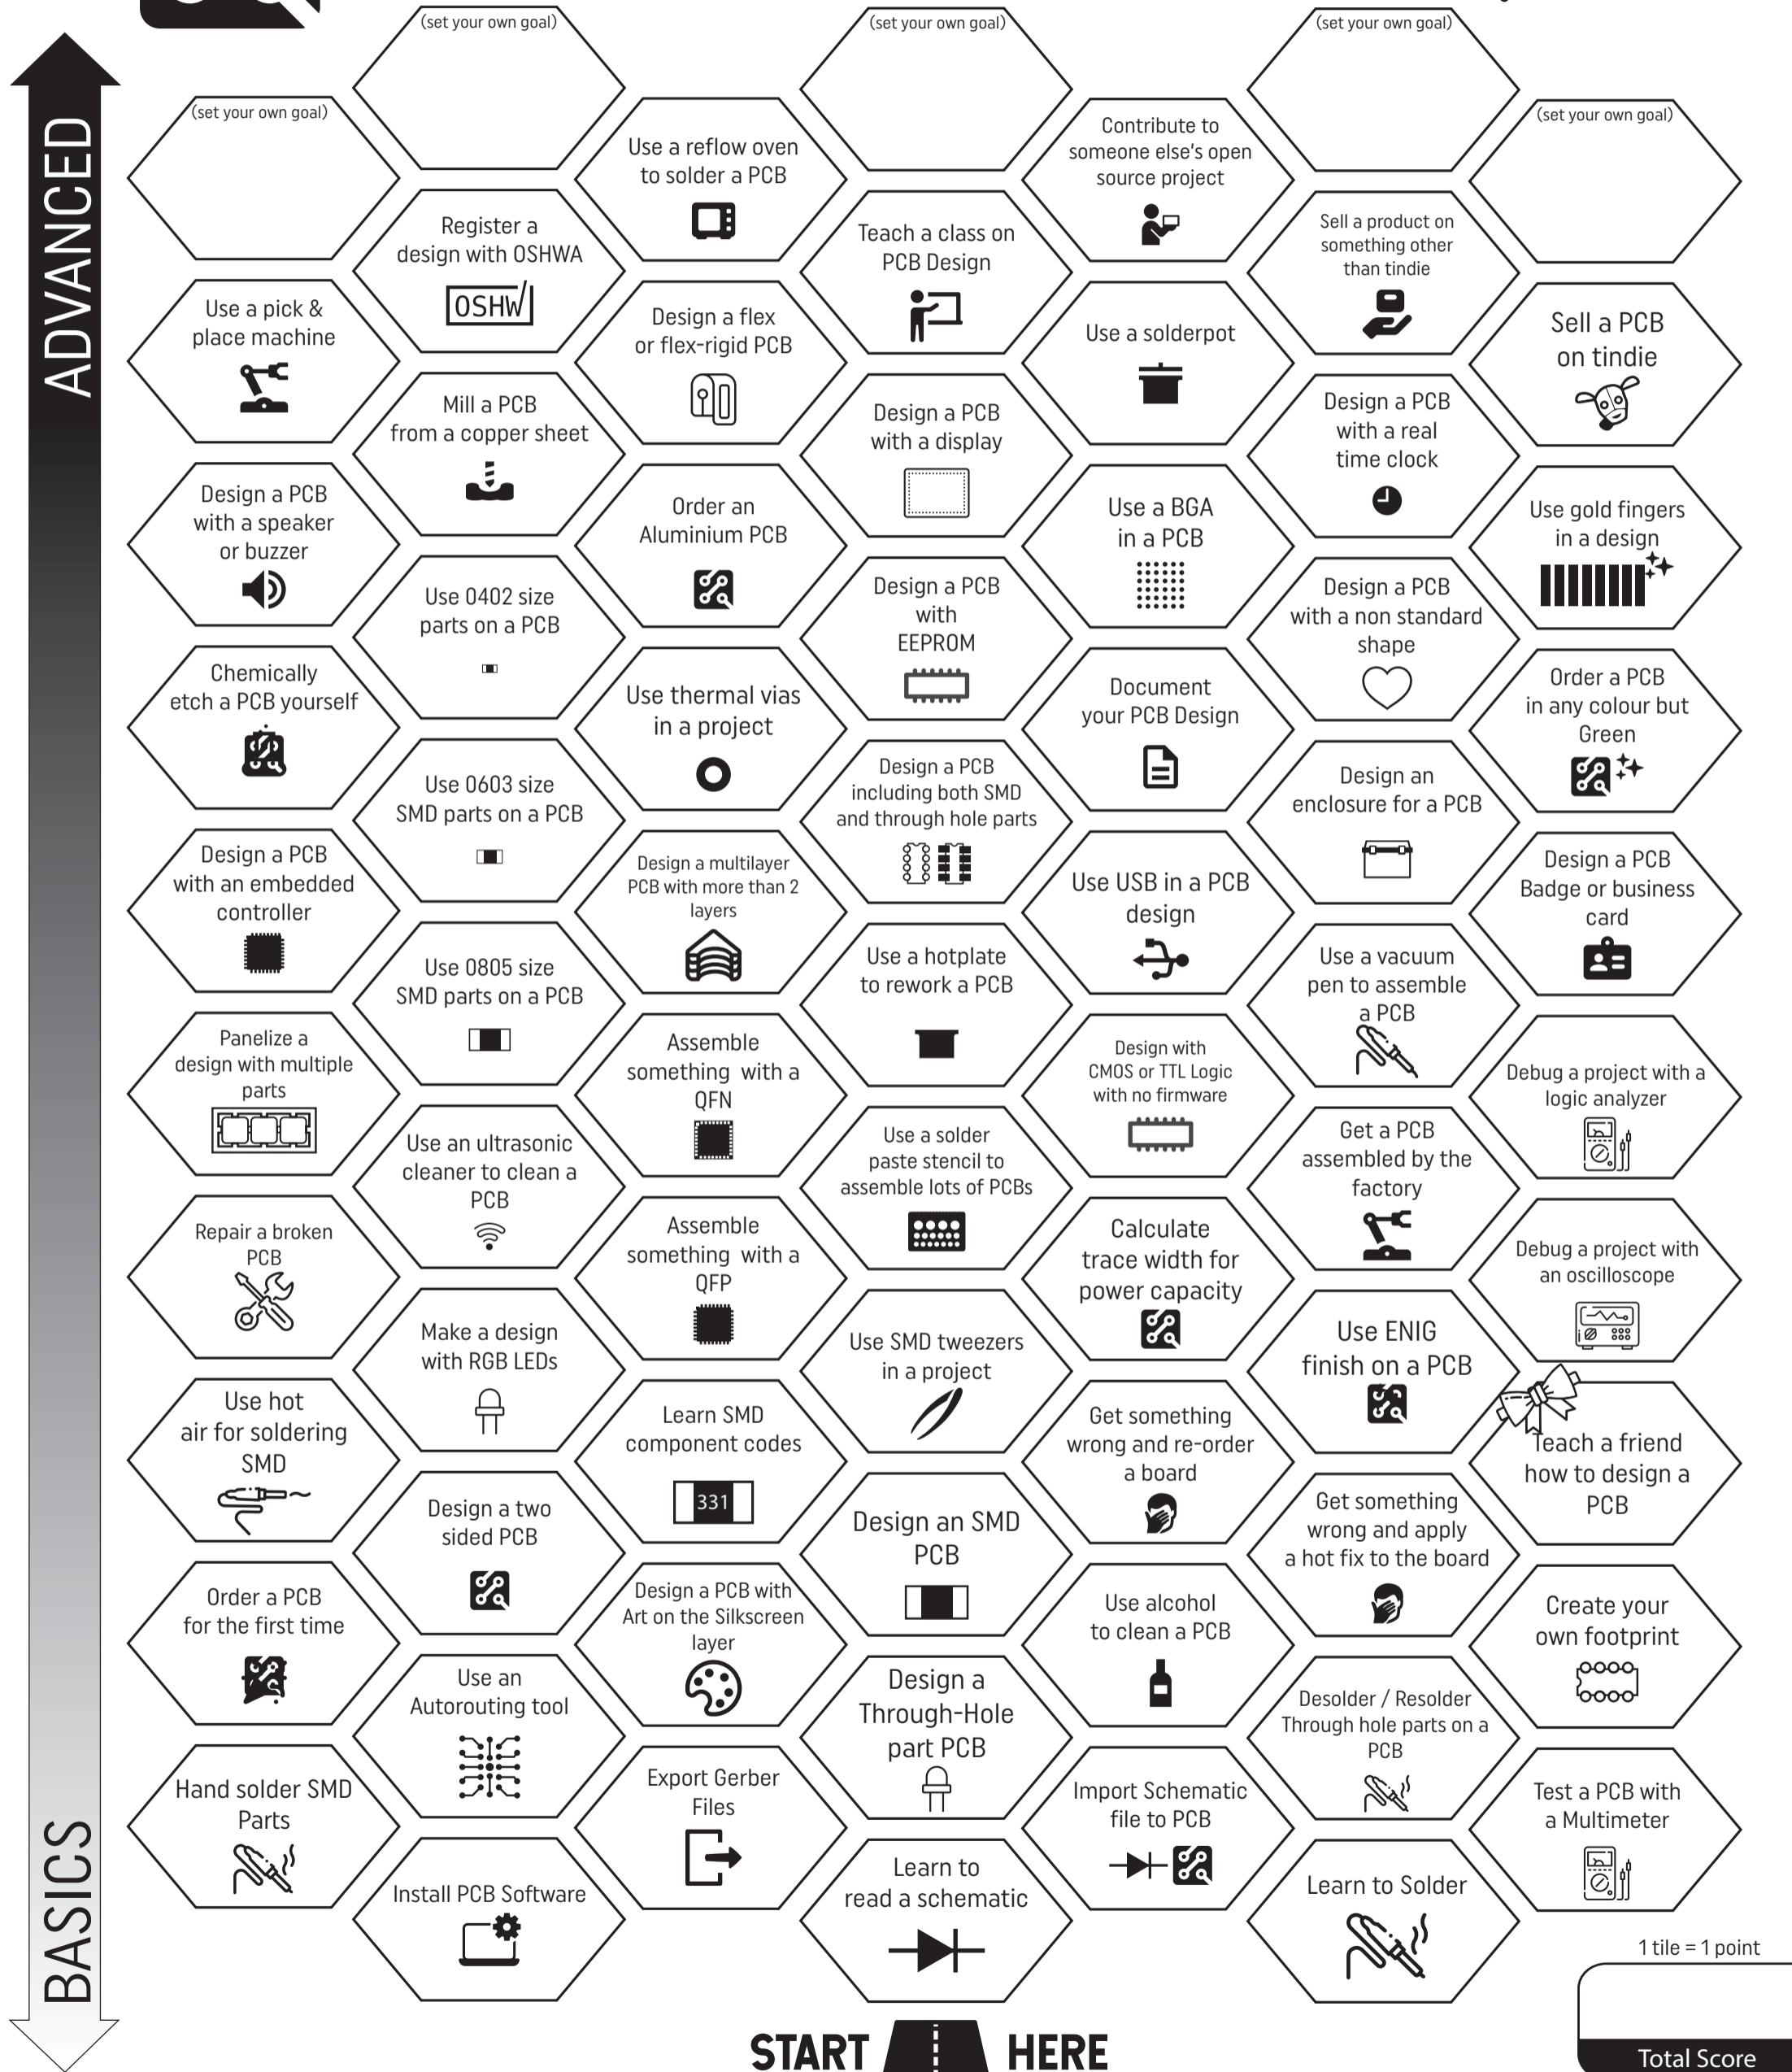 (set your own goal)
(set your own goal)
(set your own goal)
(set your own goal)
(set your own goal)
ADVANCED
Use a reflow oven
to solder a PCB
Contribute to
someone else's open
source project
Register a
design with OSHWA
OSHW
Teach a class on
PCB Design
Sell a product on
something other
than tindie
Use a pick &
place machine
Design a flex
or flex-rigid PCB
Use a solderpot
Sell a PCB
on tindie
Mill a PCB
from a copper sheet
Design a PCB
with a display
Design a PCB
with a real
time clock
Design a PCB
with a speaker
or buzzer
Order an
Aluminium PCB
Use a BGA
in a PCB
Use gold fingers
in a design
Use 0402 size
parts on a PCB
Design a PCB
with
EEPROM
Design a PCB
with a non standard
shape
Chemically
etch a PCB yourself
Use thermal vias
in a project
Document
your PCB Design
Order a PCB
in any colour but
Green
Use 0603 size
SMD parts on a PCB
Design a PCB
including both SMD
and through hole parts
Design an
enclosure for a PCB
Design a PCB
with an embedded
controller
Design a multilayer
PCB with more than 2
layers
Use USB in a PCB
design
Design a PCB
Badge or business
card
Use 0805 size
SMD parts on a PCB
Use a hotplate
to rework a PCB
Use a vacuum
pen to assemble
a PCB
Panelize a
design with multiple
parts
Assemble
something with a
QFN
Design with
CMOS or TTL Logic
with no firmware
Debug a project with a
logic analyzer
Use an ultrasonic
cleaner to clean a
PCB
Use a solder
paste stencil to
assemble lots of PCBs
Get a PCB
assembled by the
factory
Repair a broken
PCB
Assemble
something with a
QFP
Calculate
trace width for
power capacity
Debug a project with
an oscilloscope
Make a design
with RGB LEDs
Use SMD tweezers
in a project
Use ENIG
finish on a PCB
Use hot
air for soldering
SMD
Learn SMD
component codes
331
Get something
wrong and re-order
a board
Teach a friend
how to design a
PCB
Design a two
sided PCB
Design an SMD
PCB
Get something
wrong and apply
a hot fix to the board
Order a PCB
for the first time
Design a PCB with
Art on the Silkscreen
layer
Use alcohol
to clean a PCB
Create your
own footprint
Use an
Autorouting tool
Design a
Through-Hole
part PCB
Desolder / Resolder
Through hole parts on a
PCB
Hand solder SMD
Parts
Export Gerber
Files
Import Schematic
file to PCB
Test a PCB with
a Multimeter
Install PCB Software
Learn to
read a schematic
Learn to Solder
BASICS
1 tile = 1 point
START HERE
Total Score